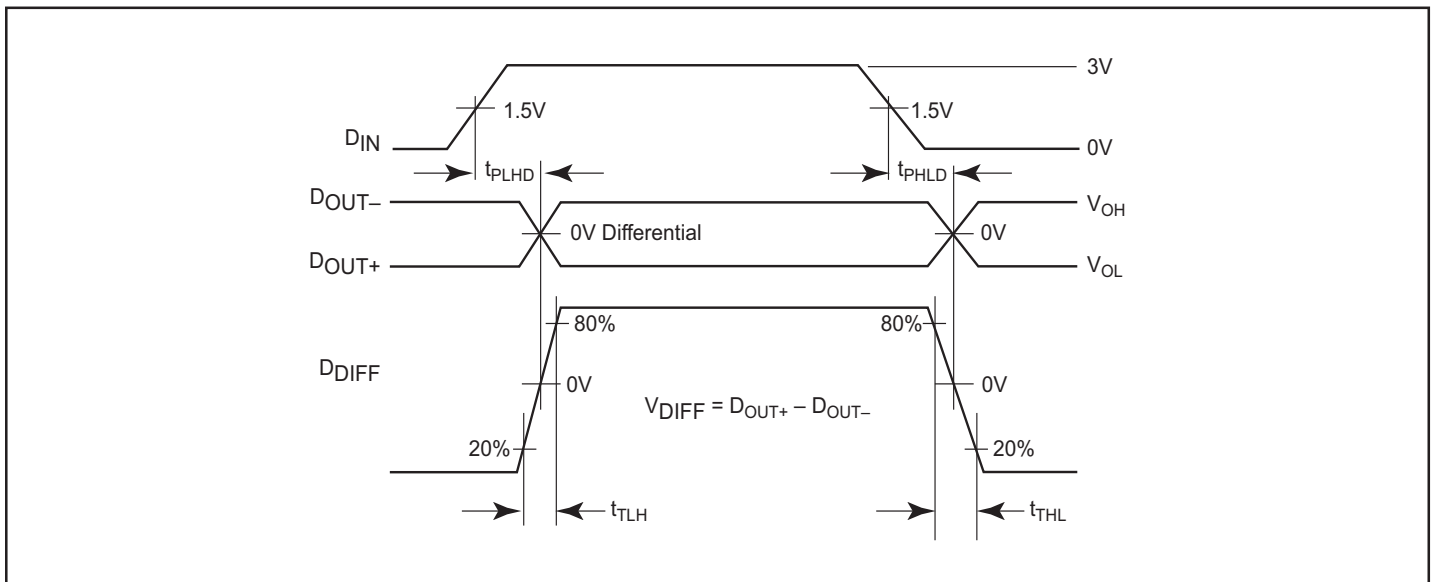 3V
1.5V
1.5V
DIN
0V
tPLHD
tPHLD
DOUT–
VOH
0V Differential
0V
DOUT+
VOL
80%
80%
DDIFF
0V
0V
VDIFF = DOUT+ – DOUT–
20%
20%
tTLH
tTHL